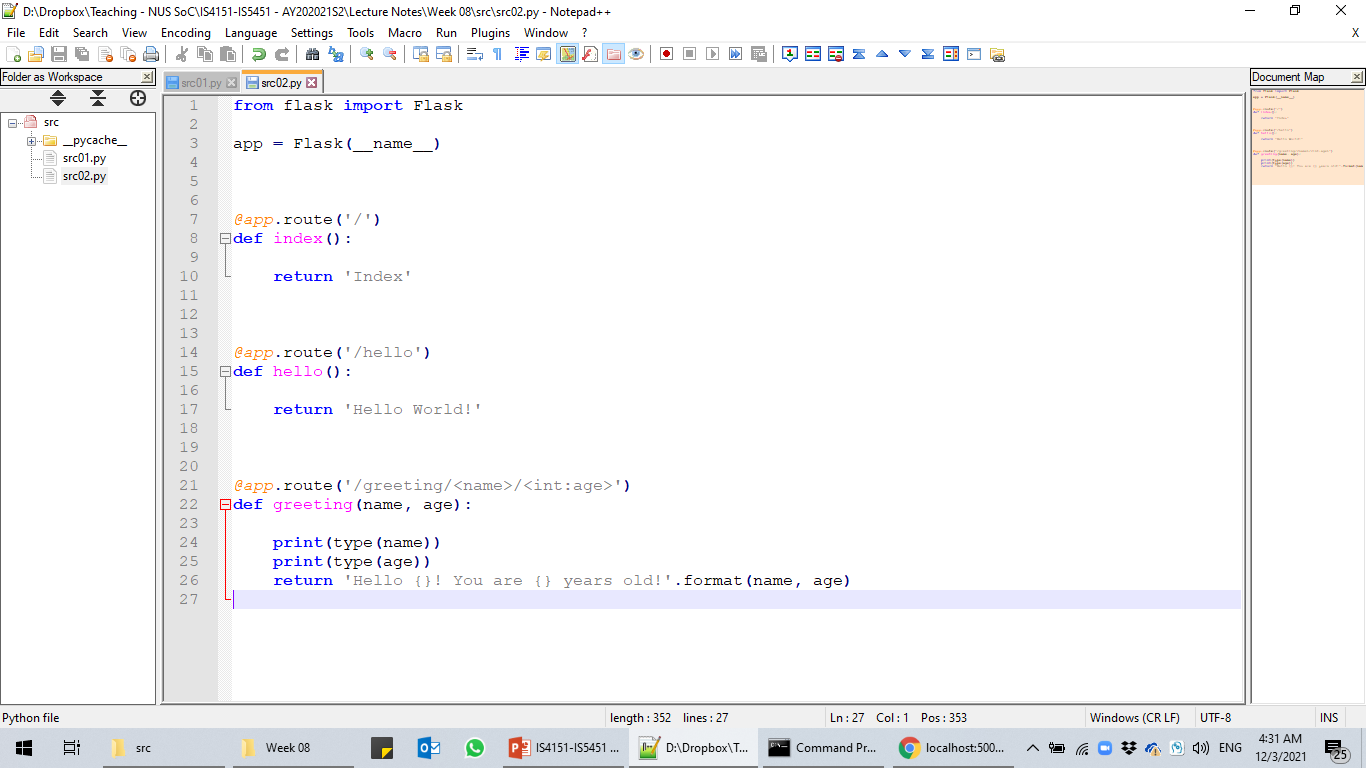 D:\Dropbox\Teaching - NUS SoC\IS4151-IS5451 - AY202021S2\Lecture Notes\Week 08\src\src02.py - Notepad++
File Edit Search View Encoding Language Settings Tools Macro Run Plugins Window ? X
Folder as Workspace
src01.py src02.py
Document Map
src
__pycache__
src01.py
src02.py
1 from flask import Flask
2
3 app = Flask(__name__)
4
5
6
7 @app.route('/')
8 def index():
9
10 return 'Index'
11
12
13
14 @app.route('/hello')
15 def hello():
16
17 return 'Hello World!'
18
19
20
21 @app.route('/greeting/<name>/<int:age>')
22 def greeting(name, age):
23
24 print(type(name))
25 print(type(age))
26 return 'Hello {}! You are {} years old!'.format(name, age)
27
Python file length : 352 lines : 27 Ln : 27 Col : 1 Pos : 353 Windows (CR LF) UTF-8 INS
src Week 08 IS4151-IS5451 ... D:\Dropbox\T... Command Pr... localhost:500... ENG 4:31 AM
12/3/2021 25